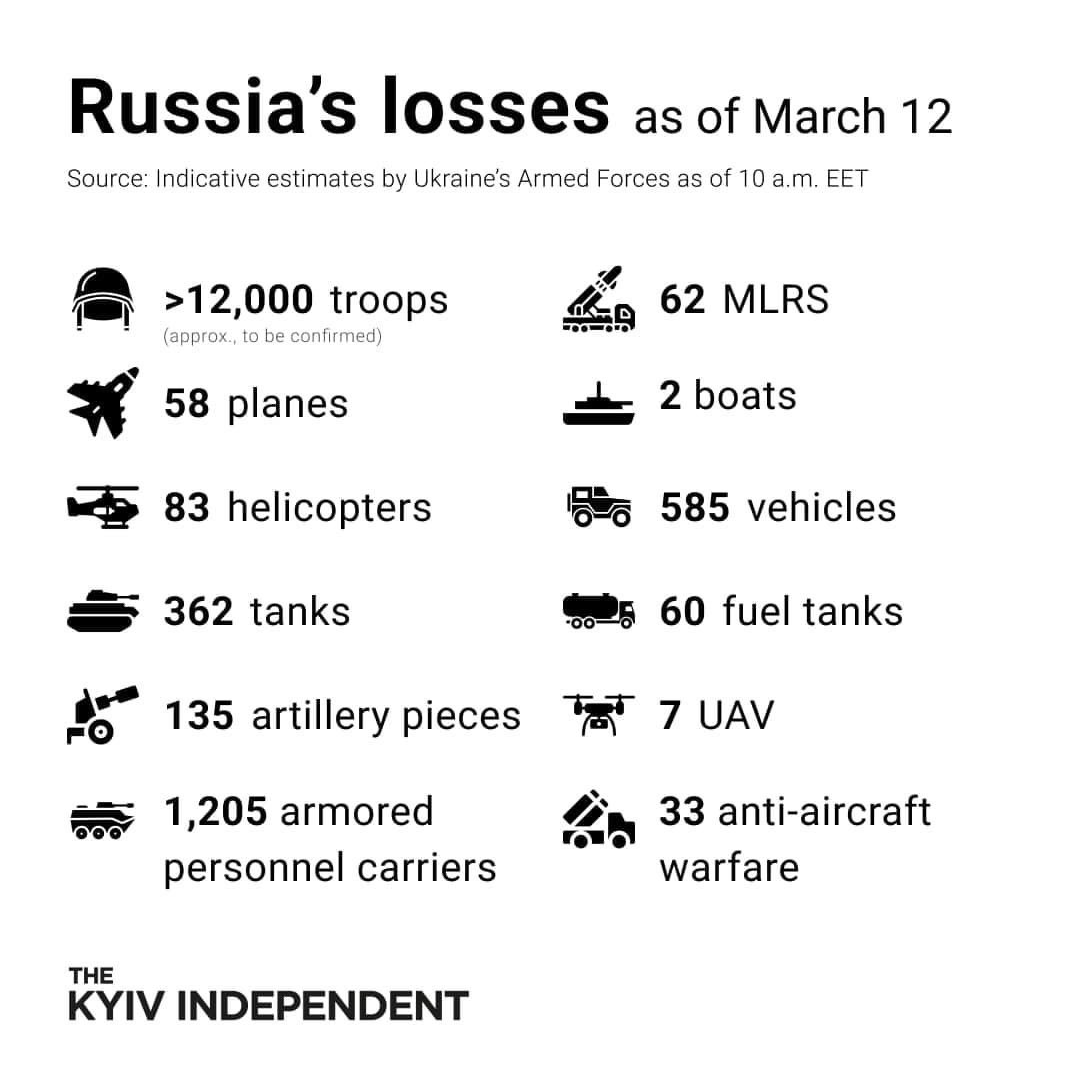 Russia’s losses as of March 12
Source: Indicative estimates by Ukraine’s Armed Forces as of 10 a.m. EET
>12,000 troops
(approx., to be confirmed)
58 planes
83 helicopters
362 tanks
135 artillery pieces
1,205 armored
personnel carriers
62 MLRS
2 boats
585 vehicles
60 fuel tanks
7 UAV
33 anti-aircraft
warfare
THE
KYIV INDEPENDENT